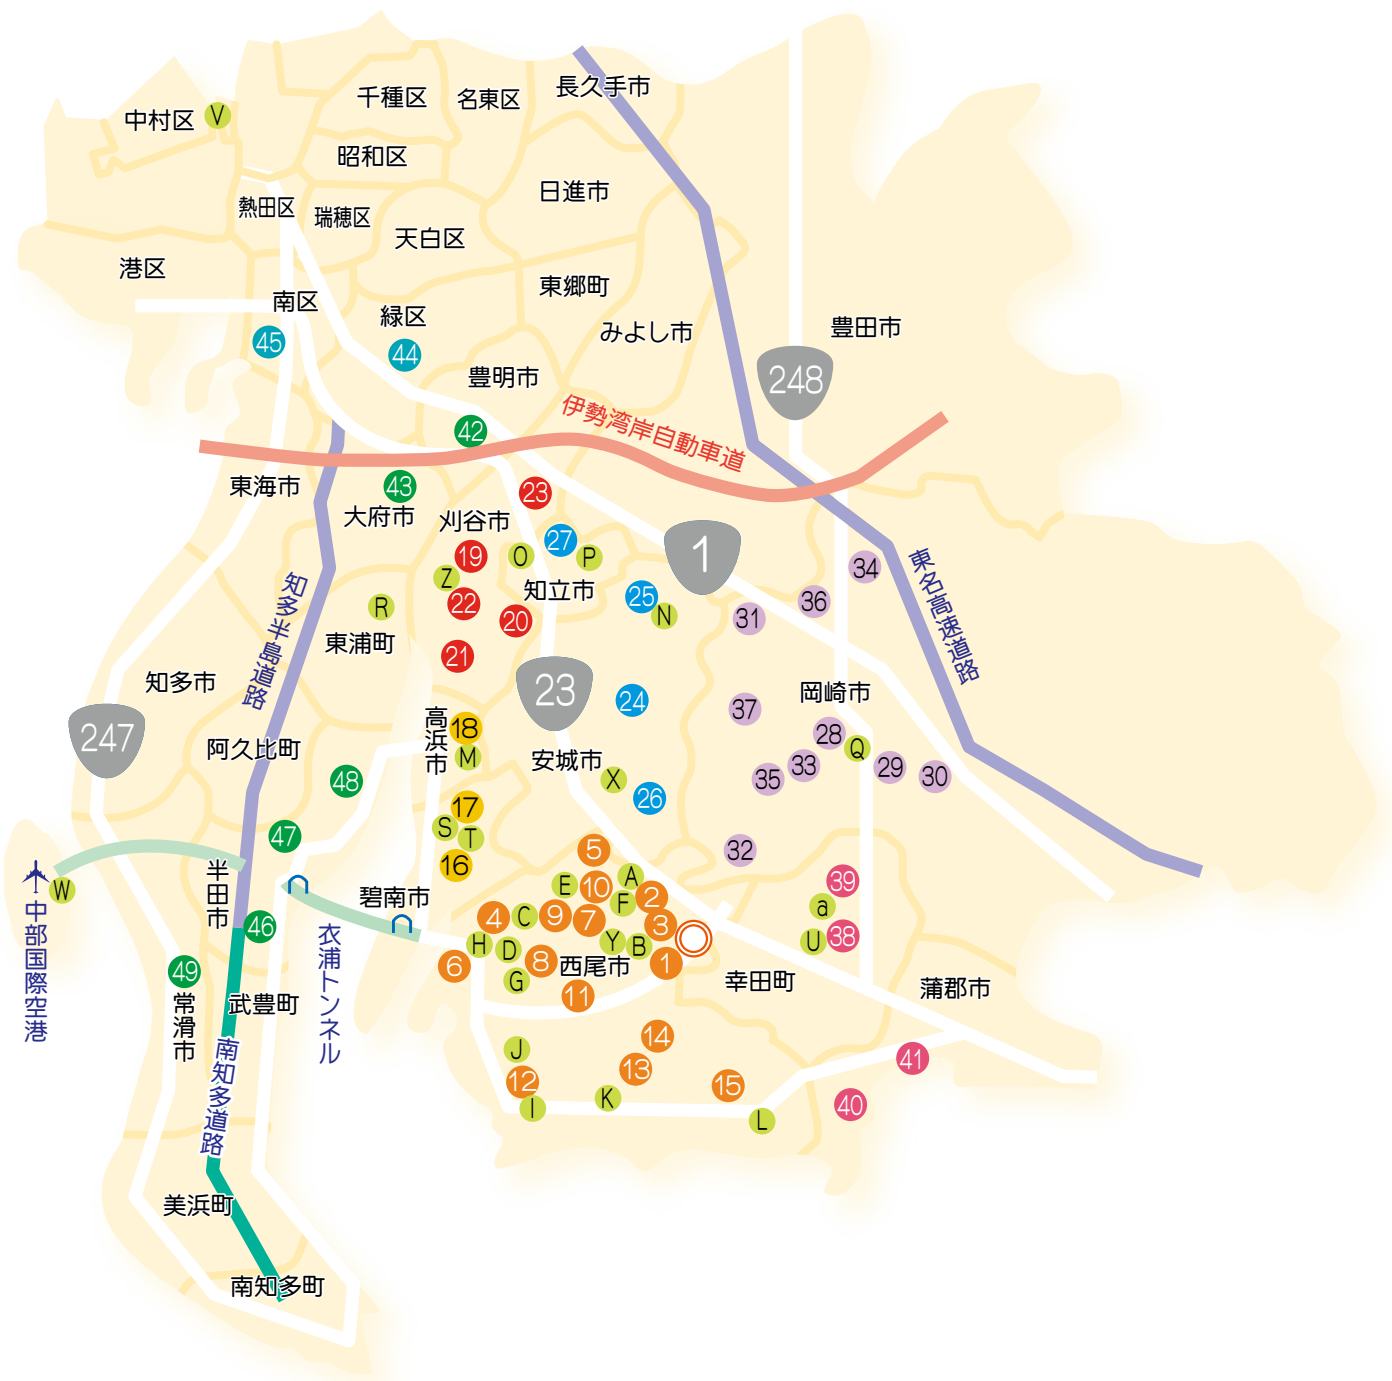 千種区
名東区
長久手市
中村区
V
昭和区
日進市
熱田区
瑞穂区
天白区
港区
東郷町
南区
緑区
みよし市
豊田市
45
44
豊明市
248
伊勢湾岸自動車道
42
東海市
43
大府市
刈谷市
23
27
1
19
O
P
Z
知立市
34
東名高速道路
知多半島道路
R
22
20
25
N
31
36
東浦町
21
知多市
23
24
岡崎市
247
高浜市
18
37
阿久比町
M
安城市
28
Q
48
X
35
33
29
30
26
17
47
S
T
16
5
32
半田市
W
中部国際空港
碧南市
E
10
A
2
F
39
a
46
衣浦トンネル
4
C
9
7
3
38
H
D
Y
B
U
49
6
8
西尾市
1
G
幸田町
蒲郡市
常滑市
武豊町
11
南知多道路
14
J
13
41
12
15
I
K
L
40
美浜町
南知多町